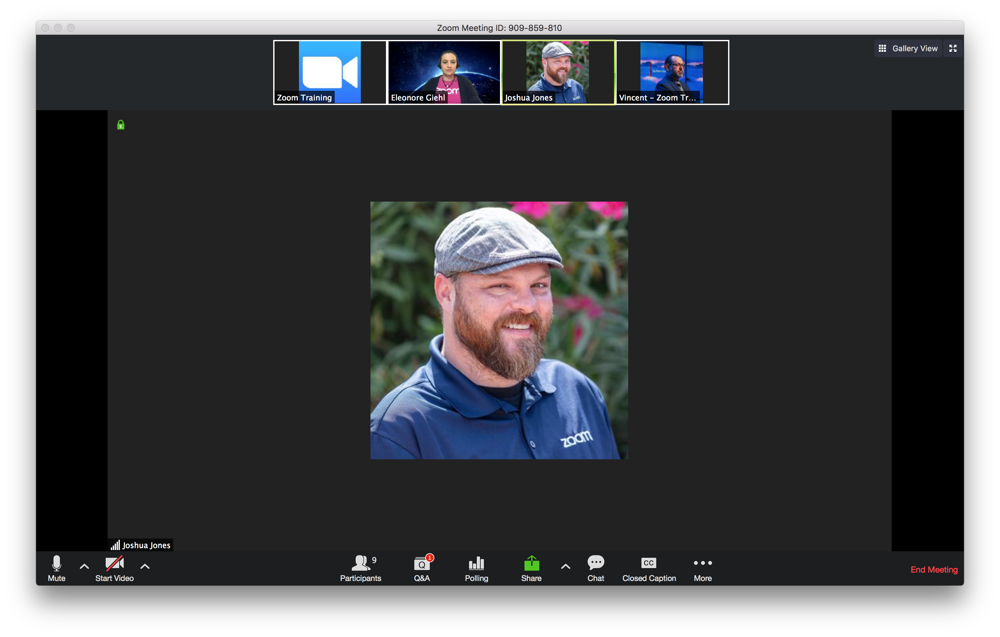 Zoom Meeting ID: 909-859-810
Gallery View
zoom
Zoom Training
Eleonore Giehl
Joshua Jones
Vincent – Zoom Tr...
E
zoom
Joshua Jones
9
1
Q
CC
Mute
Start Video
Participants
Q&A
Polling
Share
Chat
Closed Caption
More
End Meeting